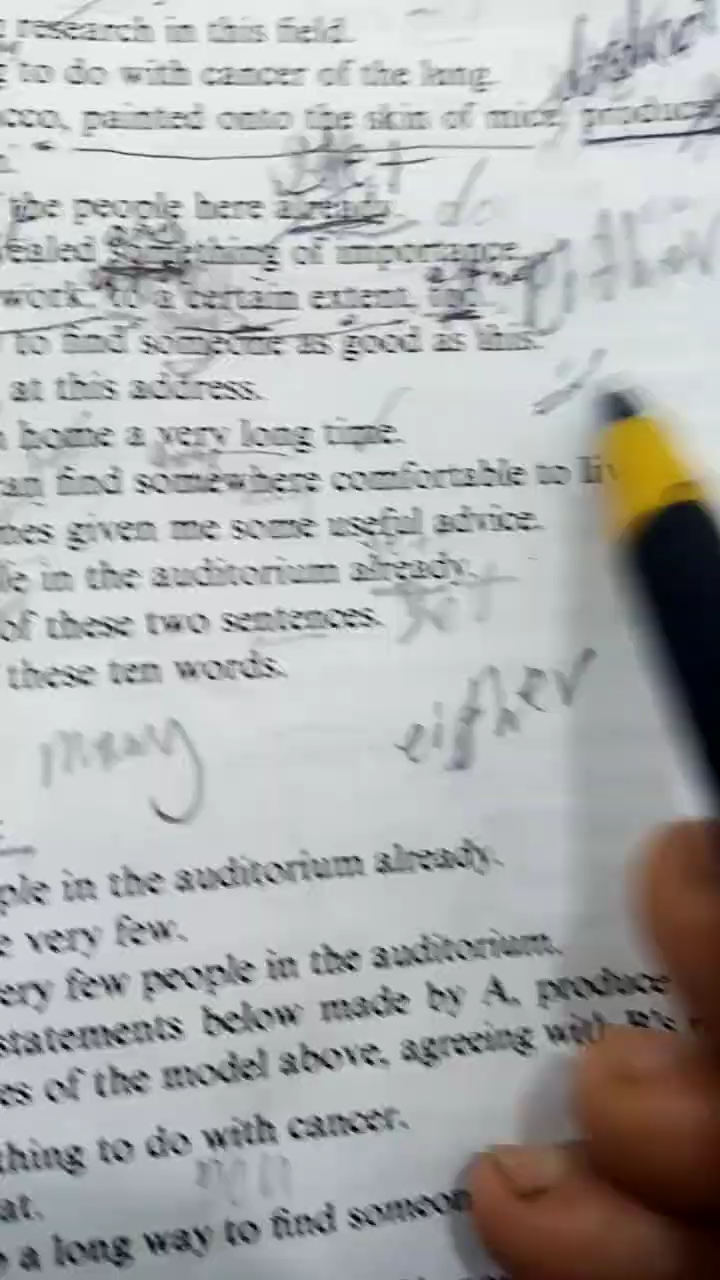 research in this field.
to do with cancer of the lung.
cco, painted onto the skin of mice, produce
the people here already.
ealed something of importance.
work: to a certain extent,
to find someone as good as this.
at this address.
home a very long time.
an find somewhere comfortable to li
mes given me some useful advice.
le in the auditorium already.
yet
of these two sentences.
these ten words.
either
many
ple in the auditorium already.
e very few.
ery few people in the auditorium.
statements below made by A, produce
es of the model above, agreeing with B's
thing to do with cancer.
at.
a long way to find someon